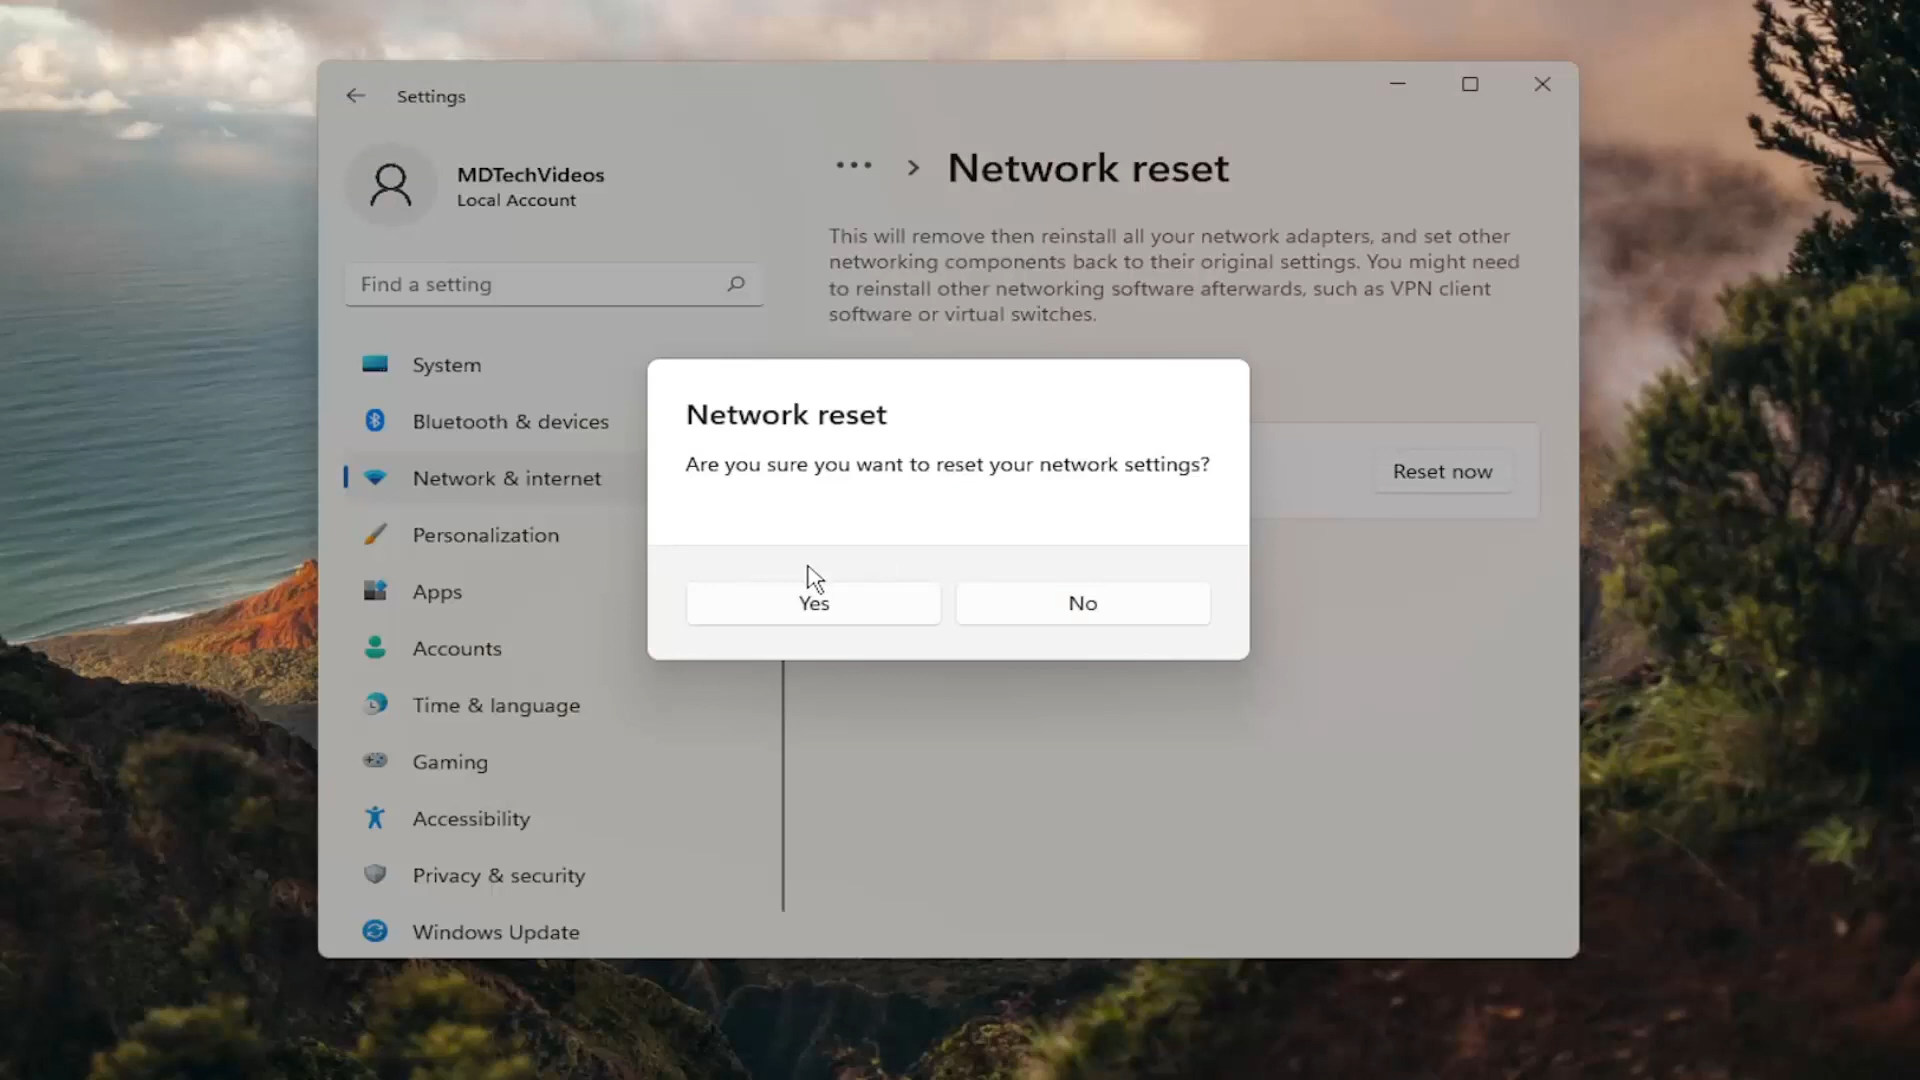 Settings
MDTechVideos
Local Account
Find a setting
System
Bluetooth & devices
Network & internet
Personalization
Apps
Accounts
Time & language
Gaming
Accessibility
Privacy & security
Windows Update
··· > Network reset
This will remove then reinstall all your network adapters, and set other
networking components back to their original settings. You might need
to reinstall other networking software afterwards, such as VPN client
software or virtual switches.
Reset now
Network reset
Are you sure you want to reset your network settings?
Yes
No